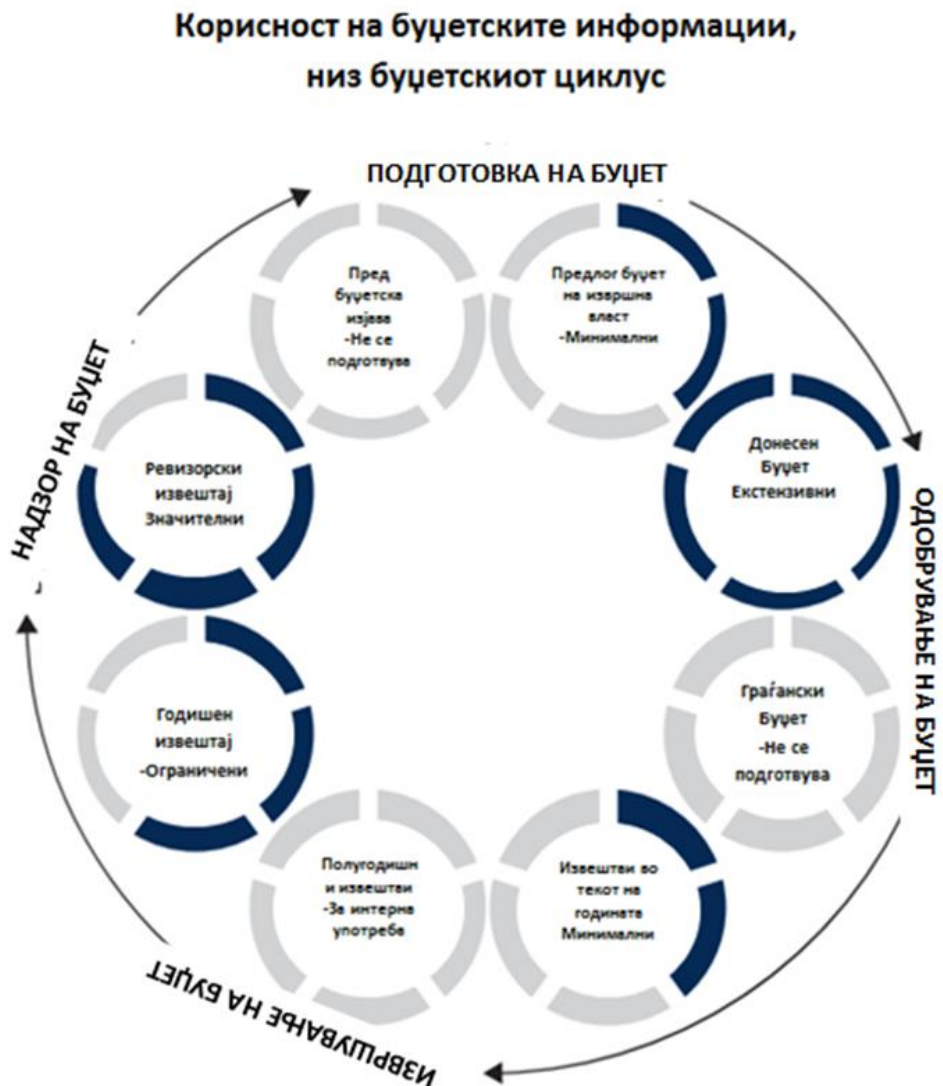 Корисност на буџетските информации,
низ буџетскиот циклус
ПОДГОТОВКА НА БУЏЕТ
Пред
буџетска
изјава
-Не се
подготвува
Предлог буџет
на извршна
власт
-Минимални
Донесен
Буџет
Екстензивни
ОДОБРУВАЊЕ НА БУЏЕТ
Граѓански
Буџет
-Не се
подготвува
Извештви во
текот на
годината
Минимални
ИЗВРШУВАЊЕ НА БУЏЕТ
Полугодишн
и извештви
-За интерна
употреба
Годишен
извештај
-Ограничени
НАДЗОР НА БУЏЕТ
Ревизорски
извештај
Значителни